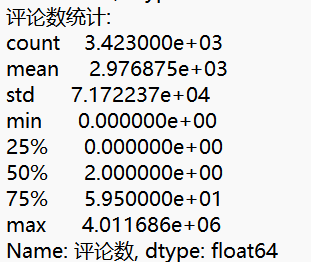 评论数统计:
count 3.423000e+03
mean 2.976875e+03
std 7.172237e+04
min 0.000000e+00
25% 0.000000e+00
50% 2.000000e+00
75% 5.950000e+01
max 4.011686e+06
Name: 评论数, dtype: float64